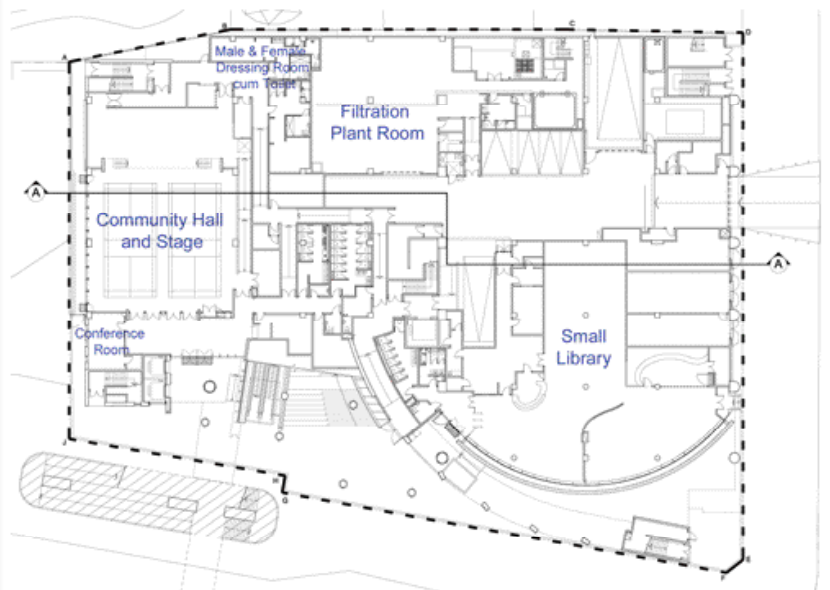 B
C
D
A
Male & Female
Dressing Room
cum Toilet
Filtration
Plant Room
A
Community Hall
and Stage
A
Conference
Room
Small
Library
J
H
G
E
F